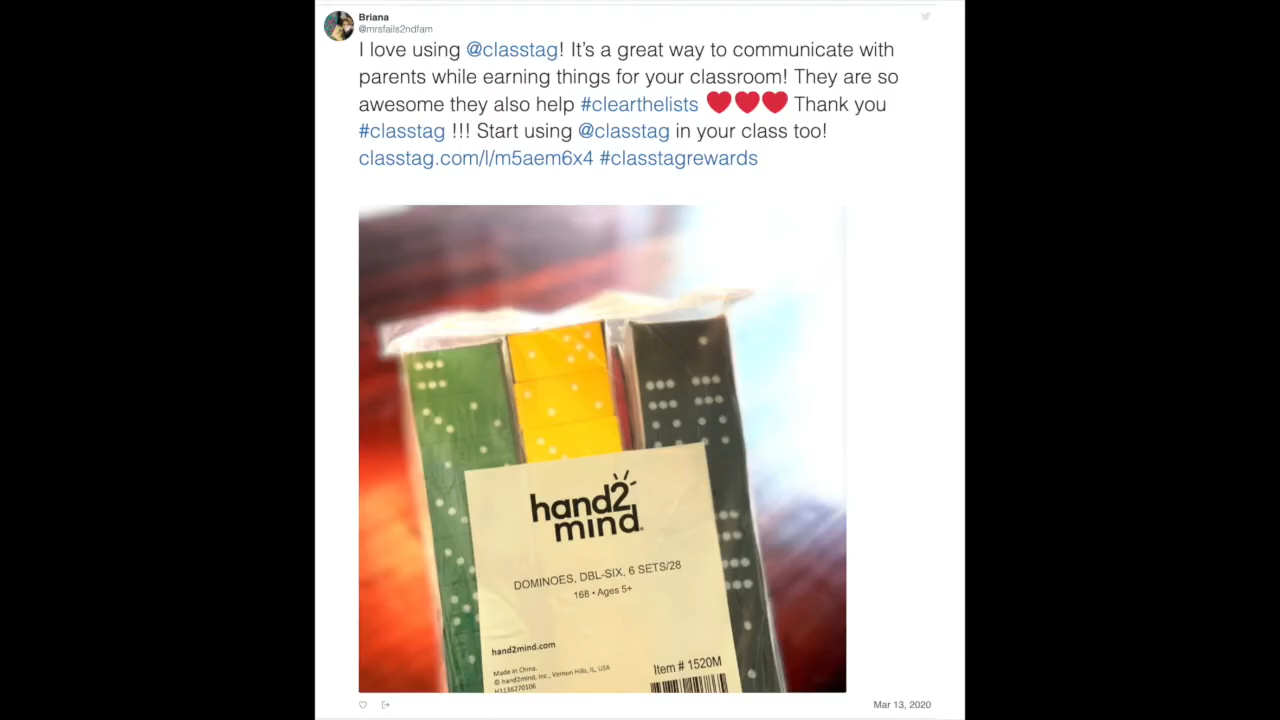 Briana
@mrsfails2ndfam
I love using @classtag! It’s a great way to communicate with
parents while earning things for your classroom! They are so
awesome they also help #clearthelists ❤️❤️❤️ Thank you
#classtag !!! Start using @classtag in your class too!
classtag.com/l/m5aem6x4 #classtagrewards
hand2
mind.
DOMINOES, DBL-SIX, 6 SETS/28
168 • Ages 5+
hand2mind.com
Made in China.
© hand2mind, Inc., Vernon Hills, IL, USA
H1136270106
Item # 1520M
Mar 13, 2020